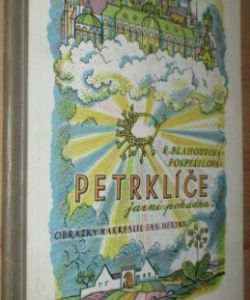 R. BLAHOUTOVÁ-
POSPÍŠILOVÁ:
PETRKLÍČE
jarní pohádka.
OBRÁZKY NAKRESLIL JAN HERINK